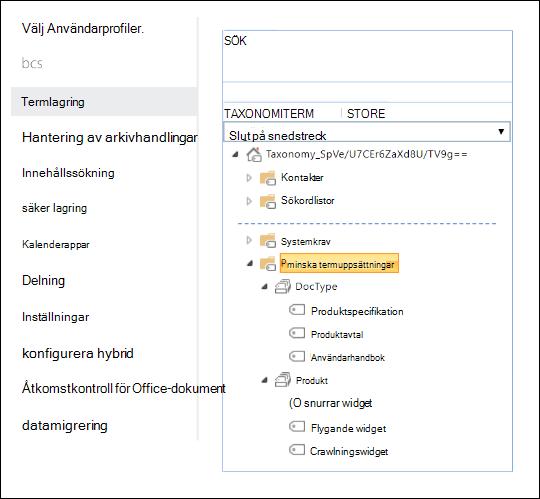 Välj Användarprofiler.
bcs
Termlagring
Hantering av arkivhandlingar
Innehållssökning
säker lagring
Kalenderappar
Delning
Inställningar
konfigurera hybrid
Åtkomstkontroll för Office-dokument
datamigrering
SÖK
TAXONOMITERM STORE
Slut på snedstreck
Taxonomy_SpVe/U7CEr6ZaXd8U/TV9g==
Kontakter
Sökordlistor
Systemkrav
Pminska termuppsättningar
DocType
Produktspecifikation
Produktavtal
Användarhandbok
Produkt
(O snurrar widget
Flygande widget
Crawlningswidget